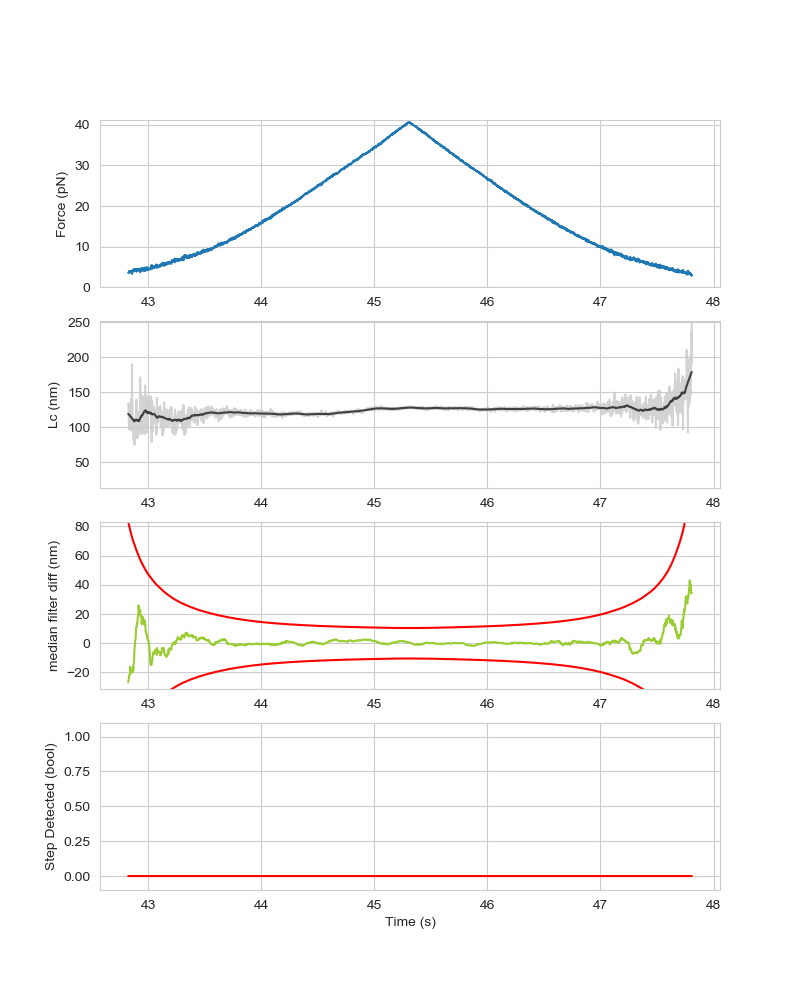 40
30
20
10
0
Force (pN)
43 44 45 46 47 48
250
200
150
100
50
Lc (nm)
43 44 45 46 47 48
80
60
40
20
0
−20
median filter diff (nm)
43 44 45 46 47 48
1.00
0.75
0.50
0.25
0.00
Step Detected (bool)
43 44 45 46 47 48
Time (s)